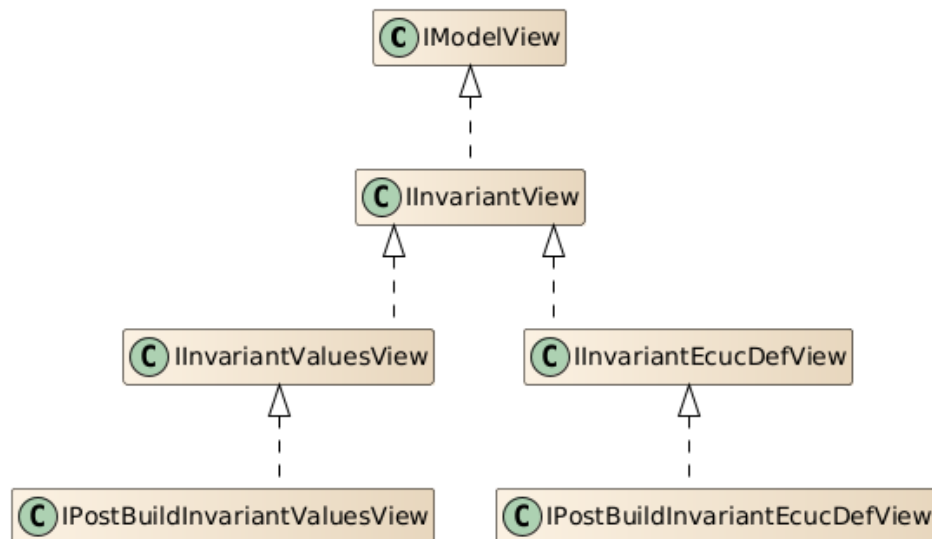 C IModelView
C IInvariantView
C IInvariantValuesView
C IInvariantEcucDefView
C IPostBuildInvariantValuesView
C IPostBuildInvariantEcucDefView